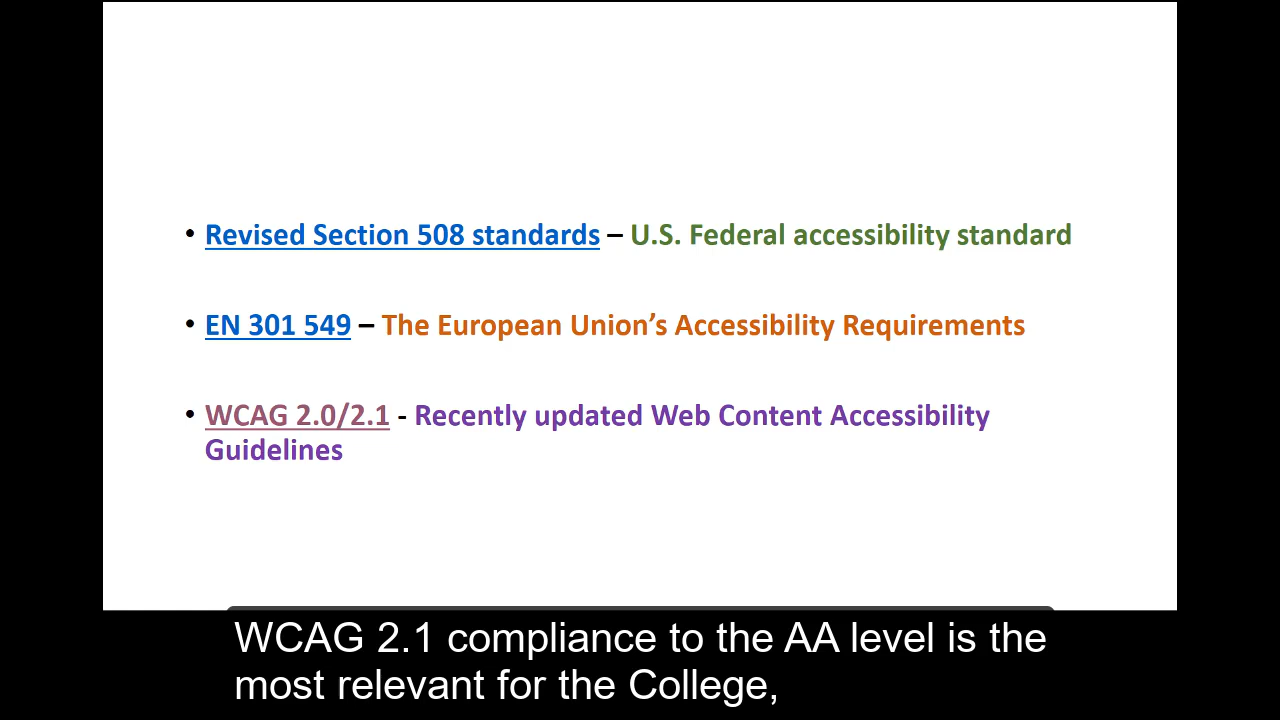 • Revised Section 508 standards – U.S. Federal accessibility standard
• EN 301 549 – The European Union’s Accessibility Requirements
• WCAG 2.0/2.1 - Recently updated Web Content Accessibility
Guidelines
WCAG 2.1 compliance to the AA level is the
most relevant for the College,